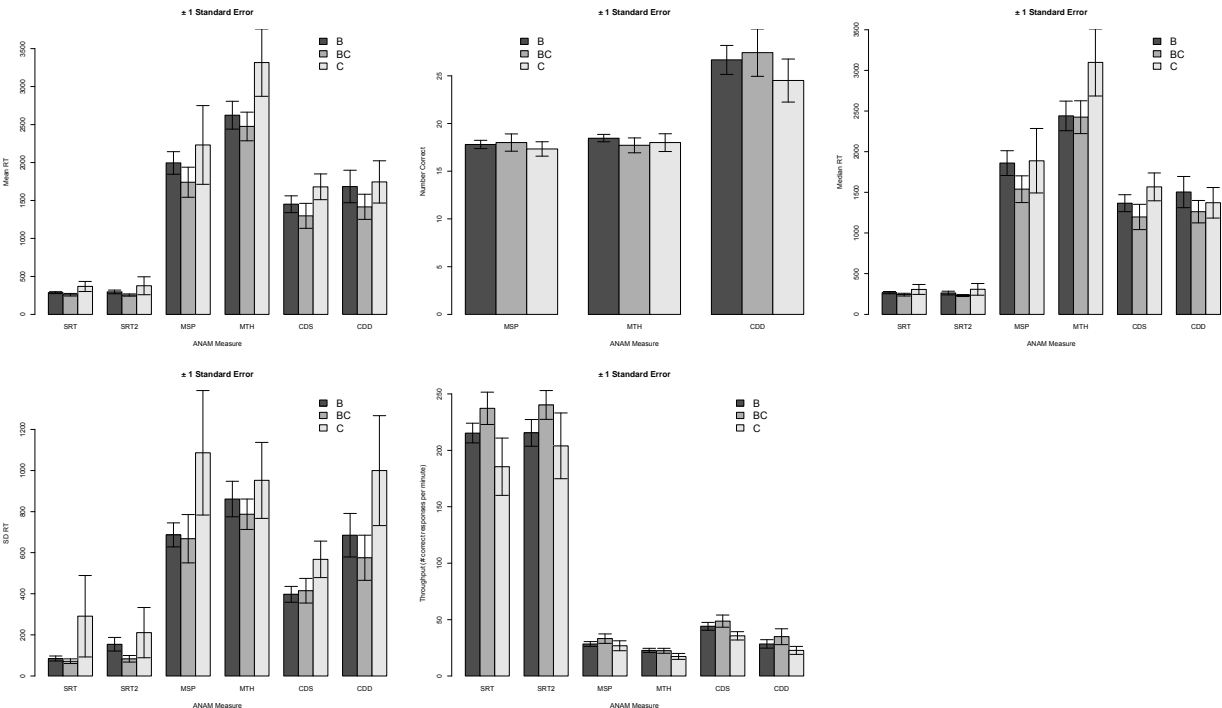 ± 1 Standard Error
B
BC
C
Mean RT
0
500
1000
1500
2000
2500
3000
3500
SRT
SRT2
MSP
MTH
CDS
CDD
ANAM Measure
± 1 Standard Error
B
BC
C
Number Correct
0
5
10
15
20
25
MSP
MTH
CDD
ANAM Measure
± 1 Standard Error
B
BC
C
Median RT
0
500
1000
1500
2000
2500
3000
3500
SRT
SRT2
MSP
MTH
CDS
CDD
ANAM Measure
± 1 Standard Error
B
BC
C
SD RT
0
200
400
600
800
1000
1200
SRT
SRT2
MSP
MTH
CDS
CDD
ANAM Measure
± 1 Standard Error
B
BC
C
Throughput (# correct responses per minute)
0
50
100
150
200
250
SRT
SRT2
MSP
MTH
CDS
CDD
ANAM Measure